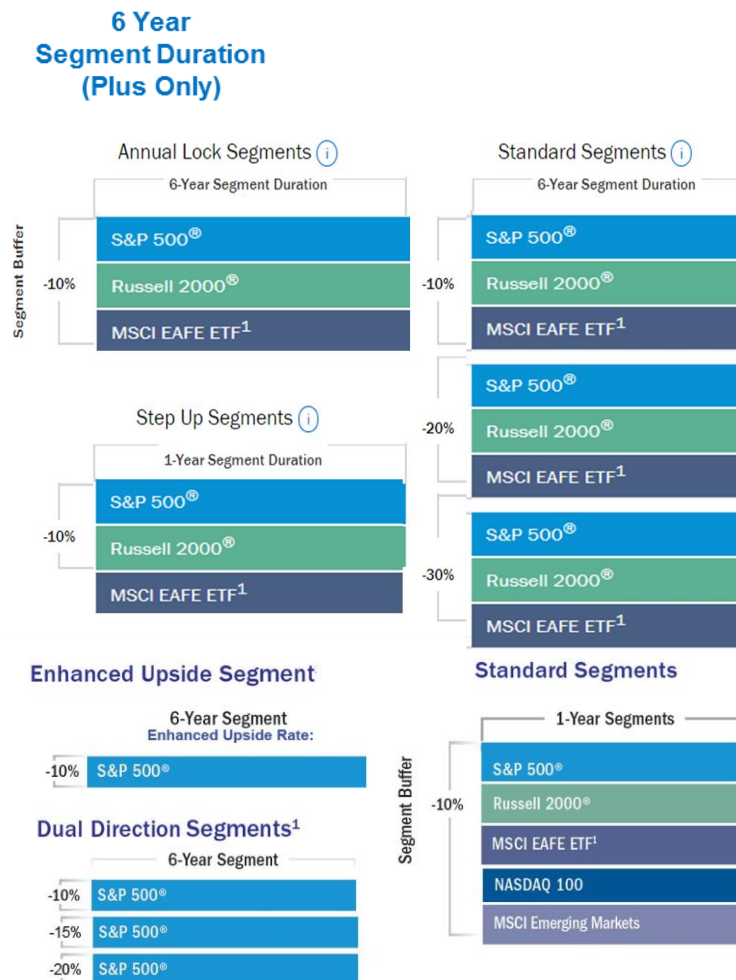 6 Year
Segment Duration
(Plus Only)
Annual Lock Segments i
6-Year Segment Duration
Segment Buffer
-10%
S&P 500®
Russell 2000®
MSCI EAFE ETF1
Standard Segments i
6-Year Segment Duration
-10%
S&P 500®
Russell 2000®
MSCI EAFE ETF1
-20%
S&P 500®
Russell 2000®
MSCI EAFE ETF1
-30%
S&P 500®
Russell 2000®
MSCI EAFE ETF1
Step Up Segments i
1-Year Segment Duration
-10%
S&P 500®
Russell 2000®
MSCI EAFE ETF1
Enhanced Upside Segment
6-Year Segment
Enhanced Upside Rate:
-10% S&P 500®
Dual Direction Segments1
6-Year Segment
-10% S&P 500®
-15% S&P 500®
-20% S&P 500®
Standard Segments
1-Year Segments
Segment Buffer
-10%
S&P 500®
Russell 2000®
MSCI EAFE ETF1
NASDAQ 100
MSCI Emerging Markets